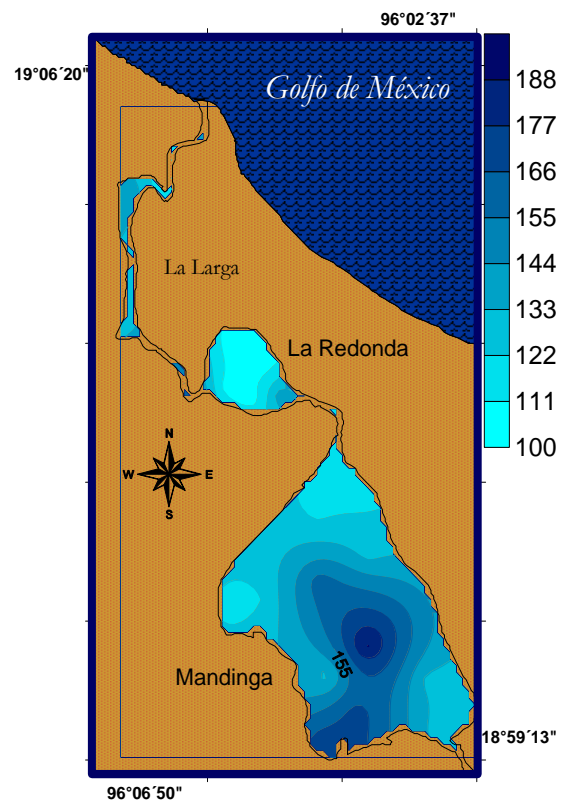 96°02´37"
19°06´20"
Golfo de México
188
177
166
155
144
133
122
111
100
La Larga
La Redonda
N
W E
S
155
Mandinga
18°59´13"
96°06´50"